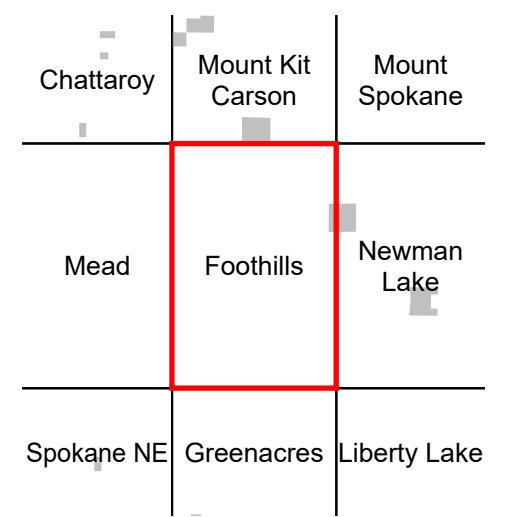 Chattaroy
Mount Kit
Carson
Mount
Spokane
Mead
Foothills
Newman
Lake
Spokane NE
Greenacres
Liberty Lake